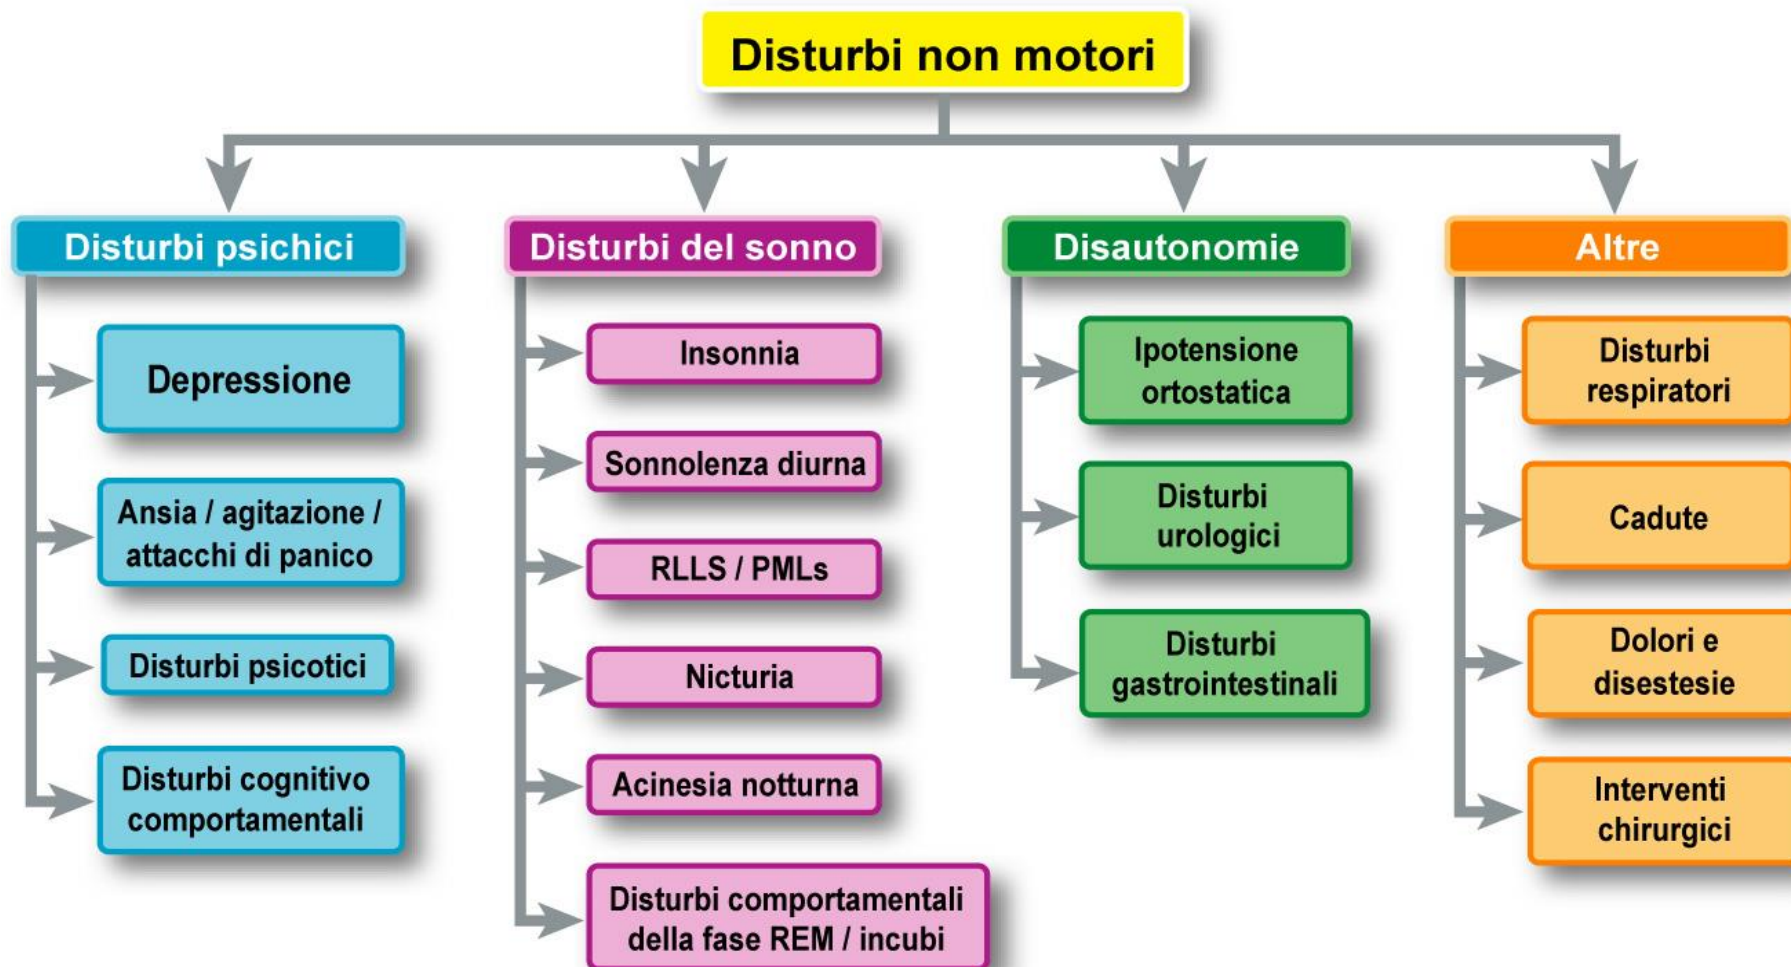 Disturbi non motori
Disturbi psichici
Depressione
Ansia / agitazione /
attacchi di panico
Disturbi psicotici
Disturbi cognitivo
comportamentali
Disturbi del sonno
Insonnia
Sonnolenza diurna
RLLS / PMLs
Nicturia
Acinesia notturna
Disturbi comportamentali
della fase REM / incubi
Disautonomie
Ipotensione
ortostatica
Disturbi
urologici
Disturbi
gastrointestinali
Altre
Disturbi
respiratori
Cadute
Dolori e
disestesie
Interventi
chirurgici